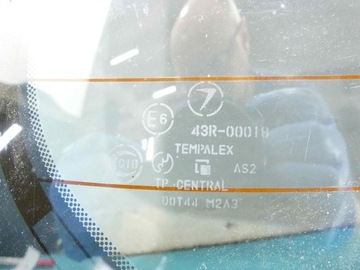 E6
43R-00018
TEMPALEX
AS2
TP-CENTRAL
DOT44 M2A3